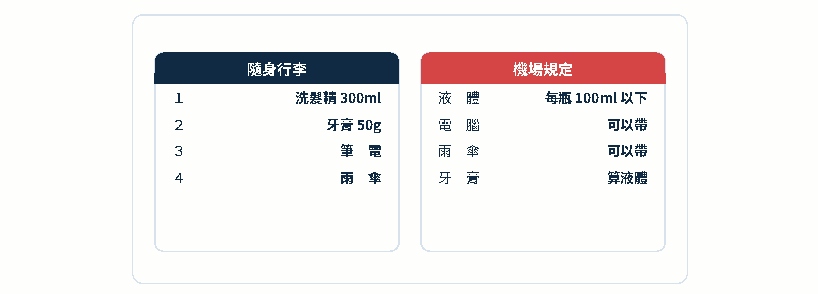 隨身行李
1 洗髮精 300ml
2 牙膏 50g
3 筆 電
4 雨 傘
機場規定
液 體 每瓶 100ml 以下
電 腦 可以帶
雨 傘 可以帶
牙 膏 算液體